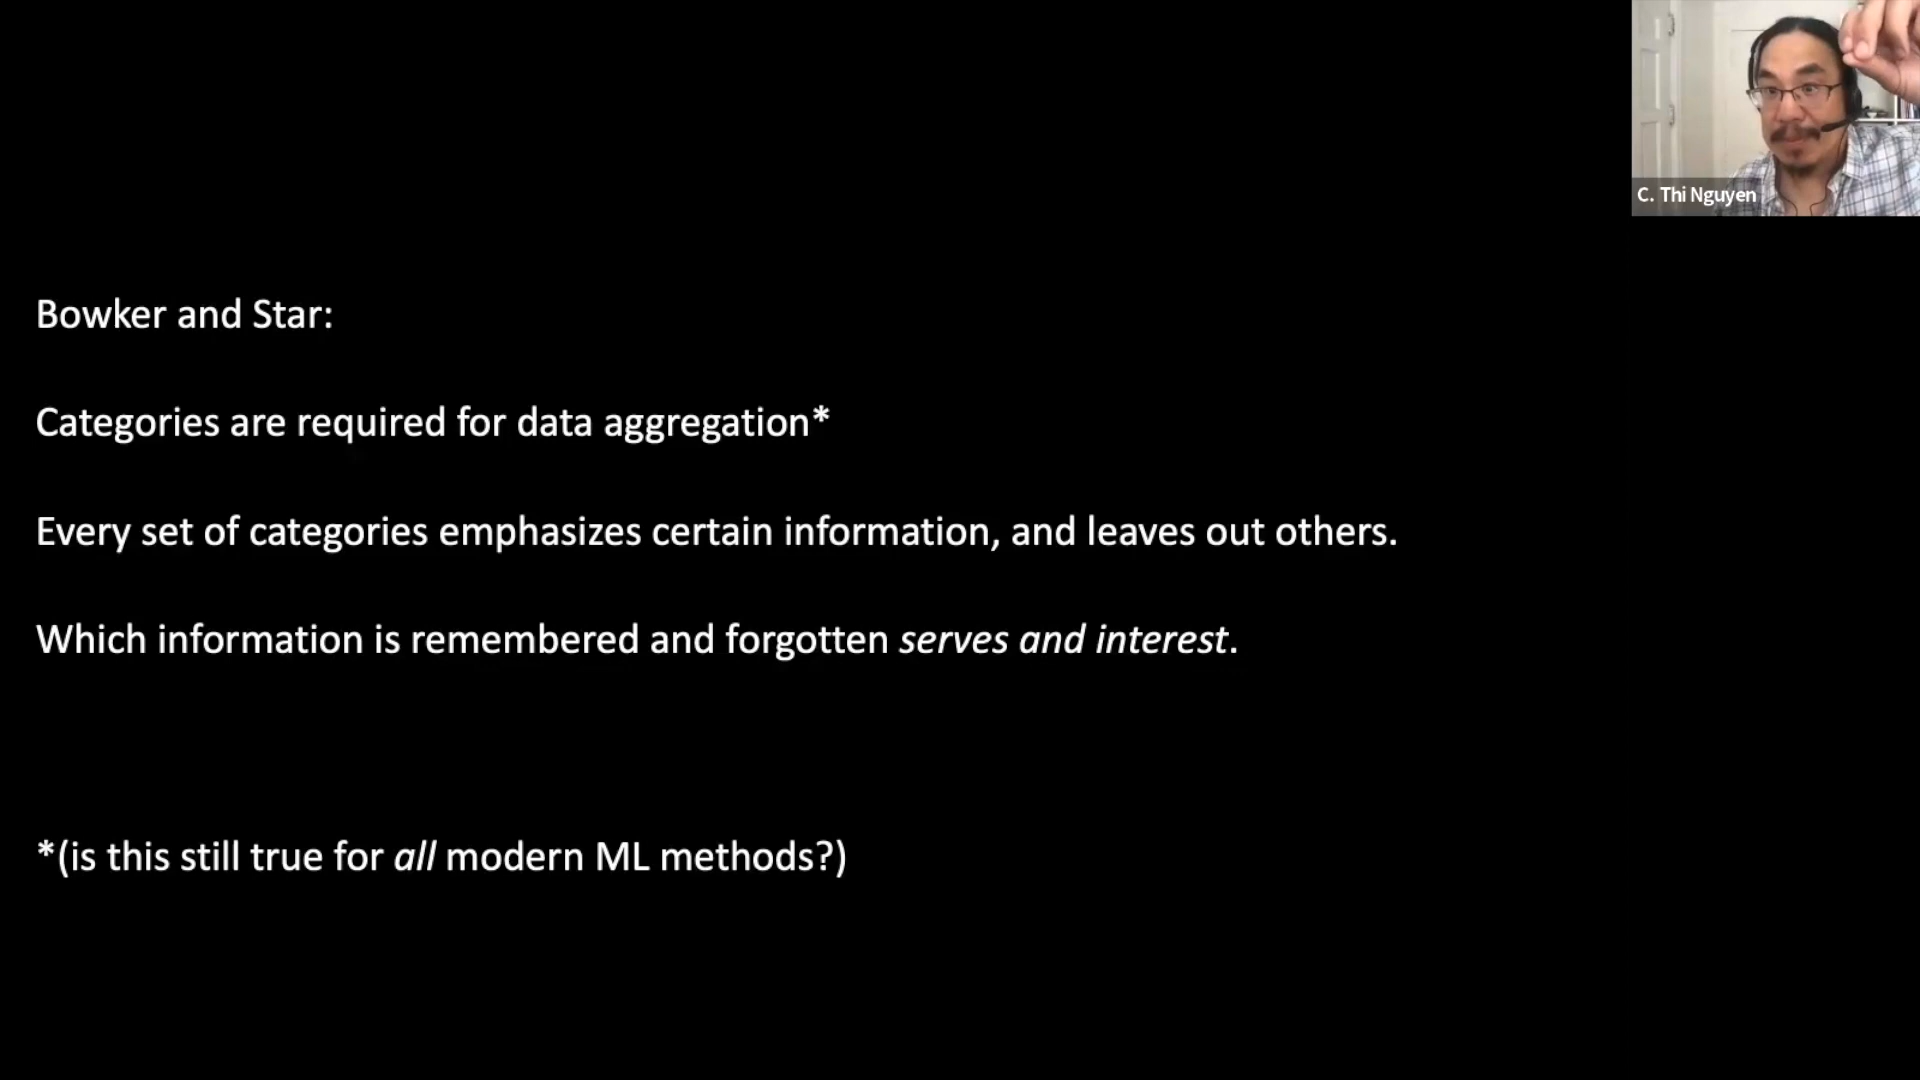 C. Thi Nguyen
Bowker and Star:
Categories are required for data aggregation*
Every set of categories emphasizes certain information, and leaves out others.
Which information is remembered and forgotten serves and interest.
*(is this still true for all modern ML methods?)